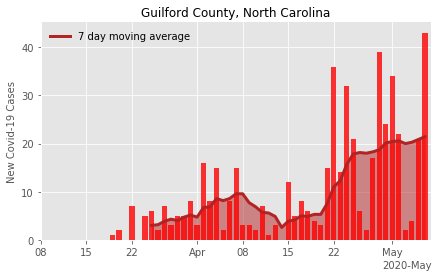 Guilford County, North Carolina
7 day moving average
New Covid-19 Cases
40
30
20
10
0
08
15
22
Apr
08
15
22
May
2020-May